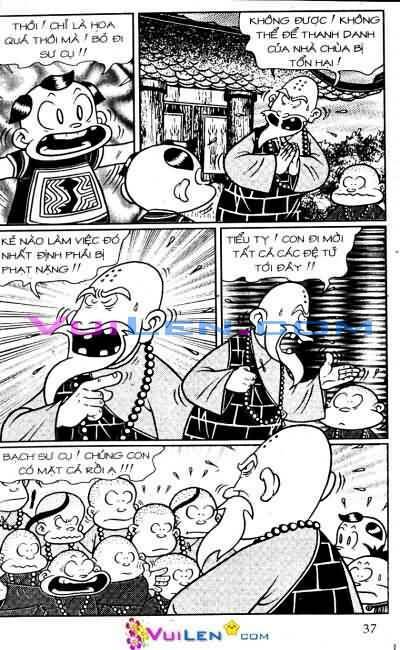 THÔI! CHỈ LÀ HOA
QUẢ THÔI MÀ! BỎ ĐI
SƯ CỤ!!
KHÔNG ĐƯỢC! KHÔNG
THỂ ĐỂ THANH DANH
CỦA NHÀ CHÙA BỊ
TỔN HẠI!
KẺ NÀO LÀM VIỆC ĐÓ
NHẤT ĐỊNH PHẢI BỊ
PHẠT NẶNG!!
TIỂU TỴ! CON ĐI MỜI
TẤT CẢ CÁC ĐỆ TỬ
TỚI ĐÂY!!
VUILEN.COM
BẠCH SƯ CỤ! CHÚNG CON
CÓ MẶT CẢ RỒI Ạ!!!
37
VUILEN.COM